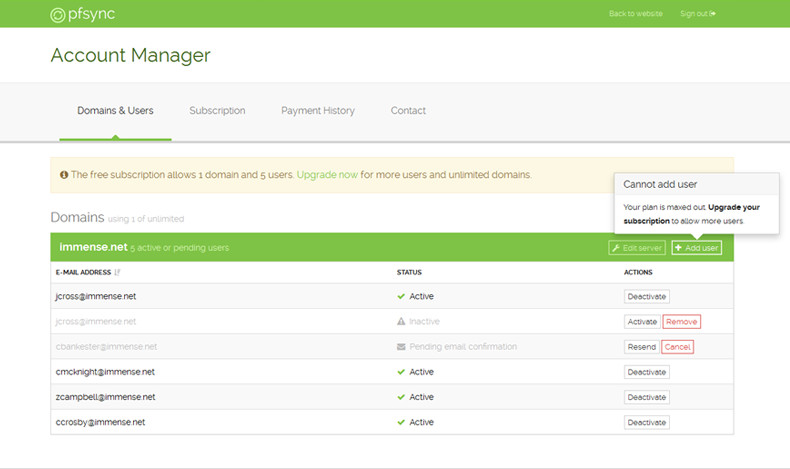 pfsync
Back to website Sign out
Account Manager
Domains & Users Subscription Payment History Contact
The free subscription allows 1 domain and 5 users. Upgrade now for more users and unlimited domains.
Cannot add user
Your plan is maxed out. Upgrade your
subscription to allow more users.
Domains using 1 of unlimited
immense.net 5 active or pending users Edit server Add user
E-MAIL ADDRESS STATUS ACTIONS
jcross@immense.net Active Deactivate
jcross@immense.net Inactive Activate Remove
cbankester@immense.net Pending email confirmation Resend Cancel
cmcknight@immense.net Active Deactivate
zcampbell@immense.net Active Deactivate
ccrosby@immense.net Active Deactivate